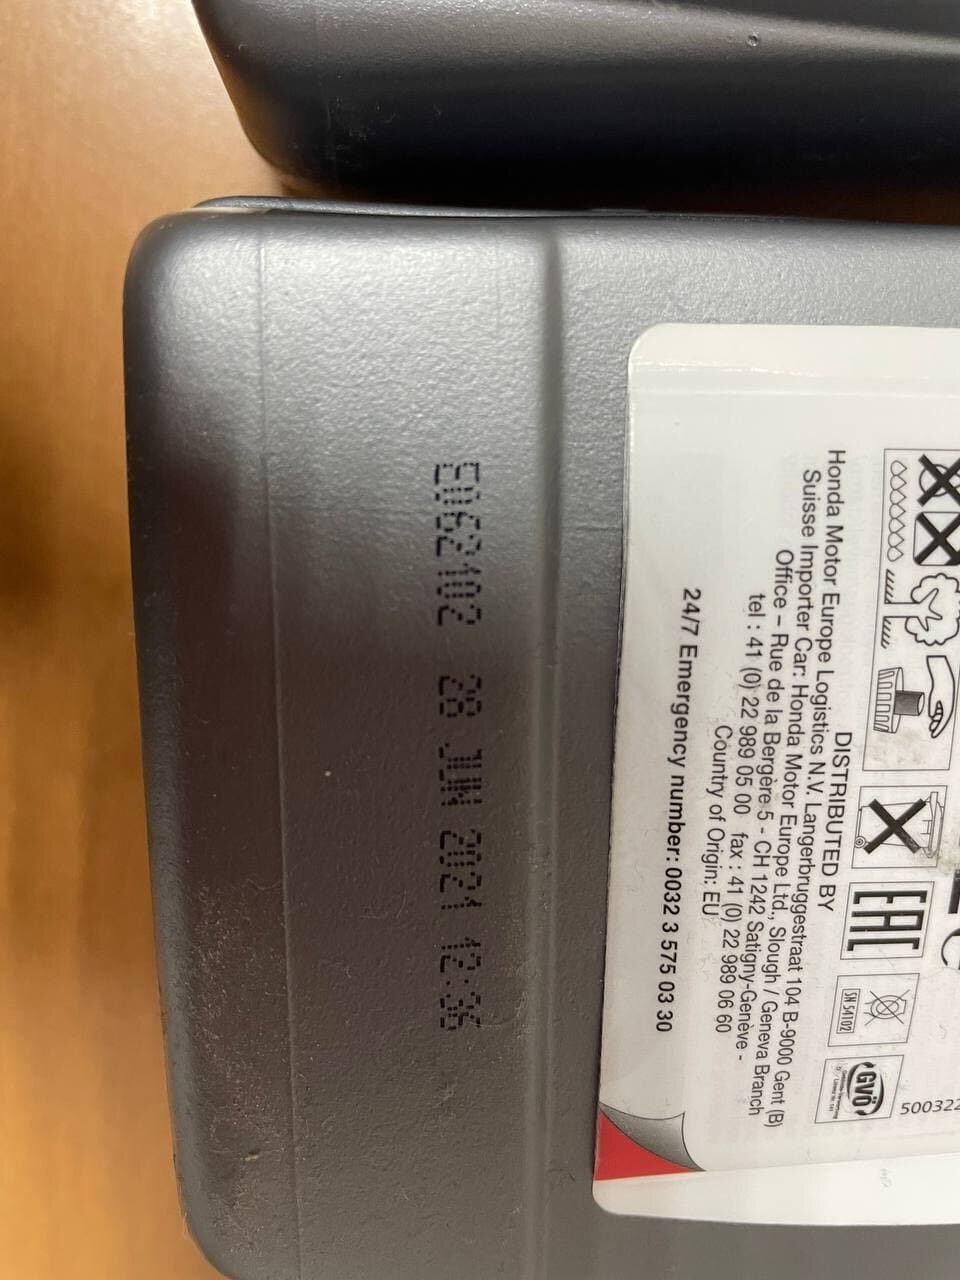 E062102 28 JUN 2021 12:36
DISTRIBUTED BY
Honda Motor Europe Logistics N.V. Langerbruggestraat 104 B-9000 Gent (B)
Suisse Importer Car: Honda Motor Europe Ltd., Slough / Geneva Branch
Office – Rue de la Bergère 5 - CH 1242 Satigny-Genève -
tel : 41 (0) 22 989 05 00 fax : 41 (0) 22 989 06 60
Country of Origin: EU
24/7 Emergency number: 0032 3 575 03 30
EAC
SN 54102
GVÖ
500322